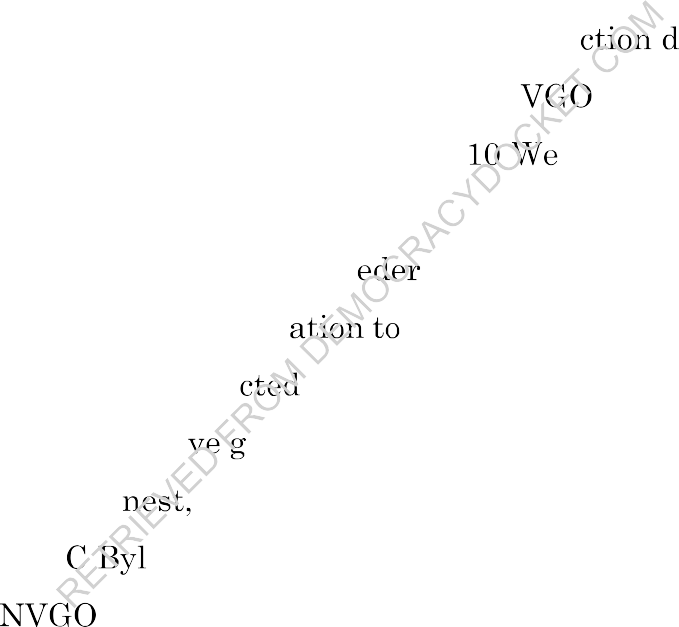 ction d
VGO
10 We
eder
ation to
cted
ve g
nest,
C Byl
NVGO
RETRIEVED FROM DEMOCRACYDOCKET.COM